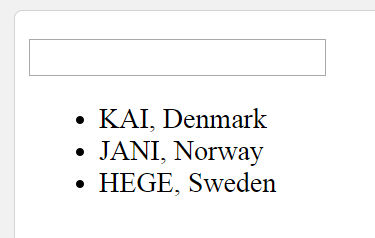 KAI, Denmark
JANI, Norway
HEGE, Sweden